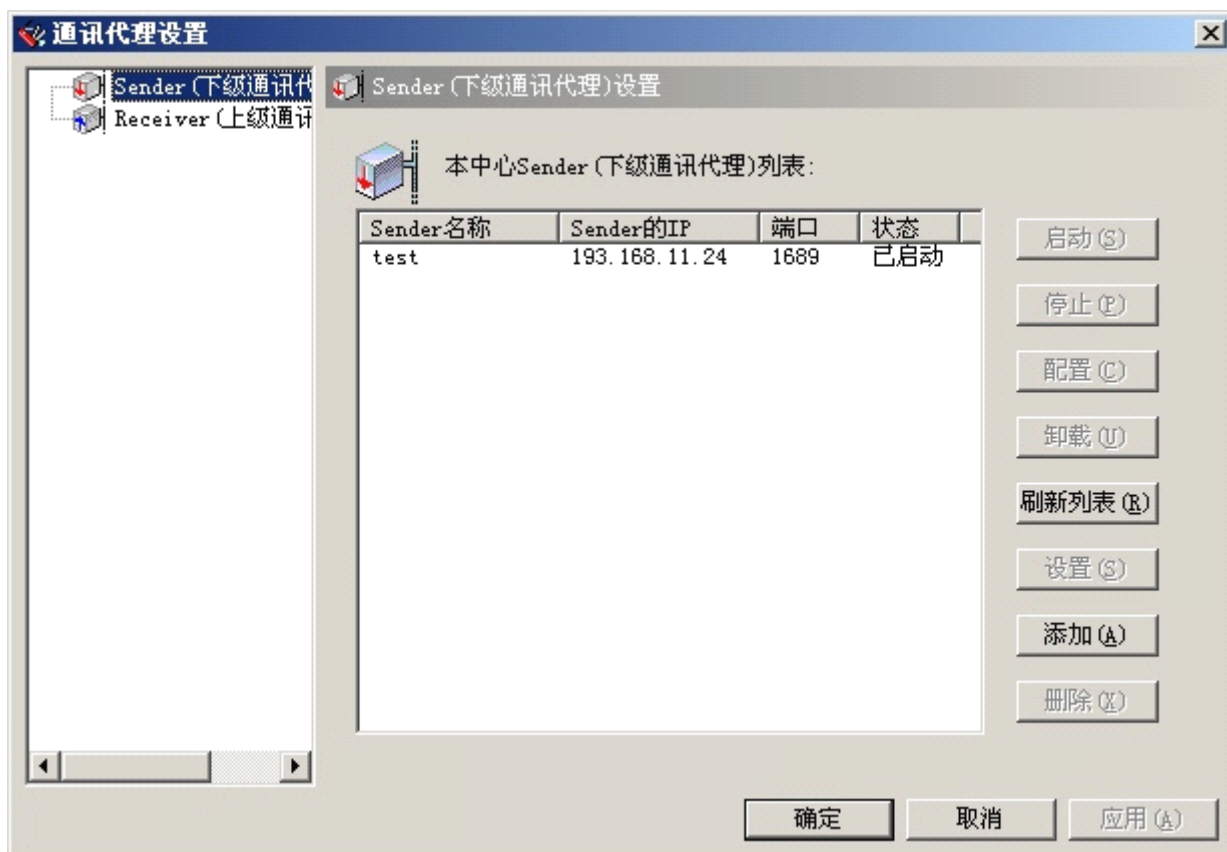 通讯代理设置
Sender(下级通讯代
Receiver(上级通讯
Sender(下级通讯代理)设置
本中心Sender(下级通讯代理)列表:
Sender名称 Sender的IP 端口 状态
test 193.168.11.24 1689 已启动
启动(S)
停止(P)
配置(C)
卸载(U)
刷新列表(R)
设置(S)
添加(A)
删除(X)
确定 取消 应用(A)